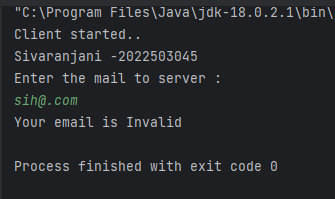 "C:\Program Files\Java\jdk-18.0.2.1\bin\
Client started..
Sivaranjani -2022503045
Enter the mail to server :
sih@.com
Your email is Invalid
Process finished with exit code 0